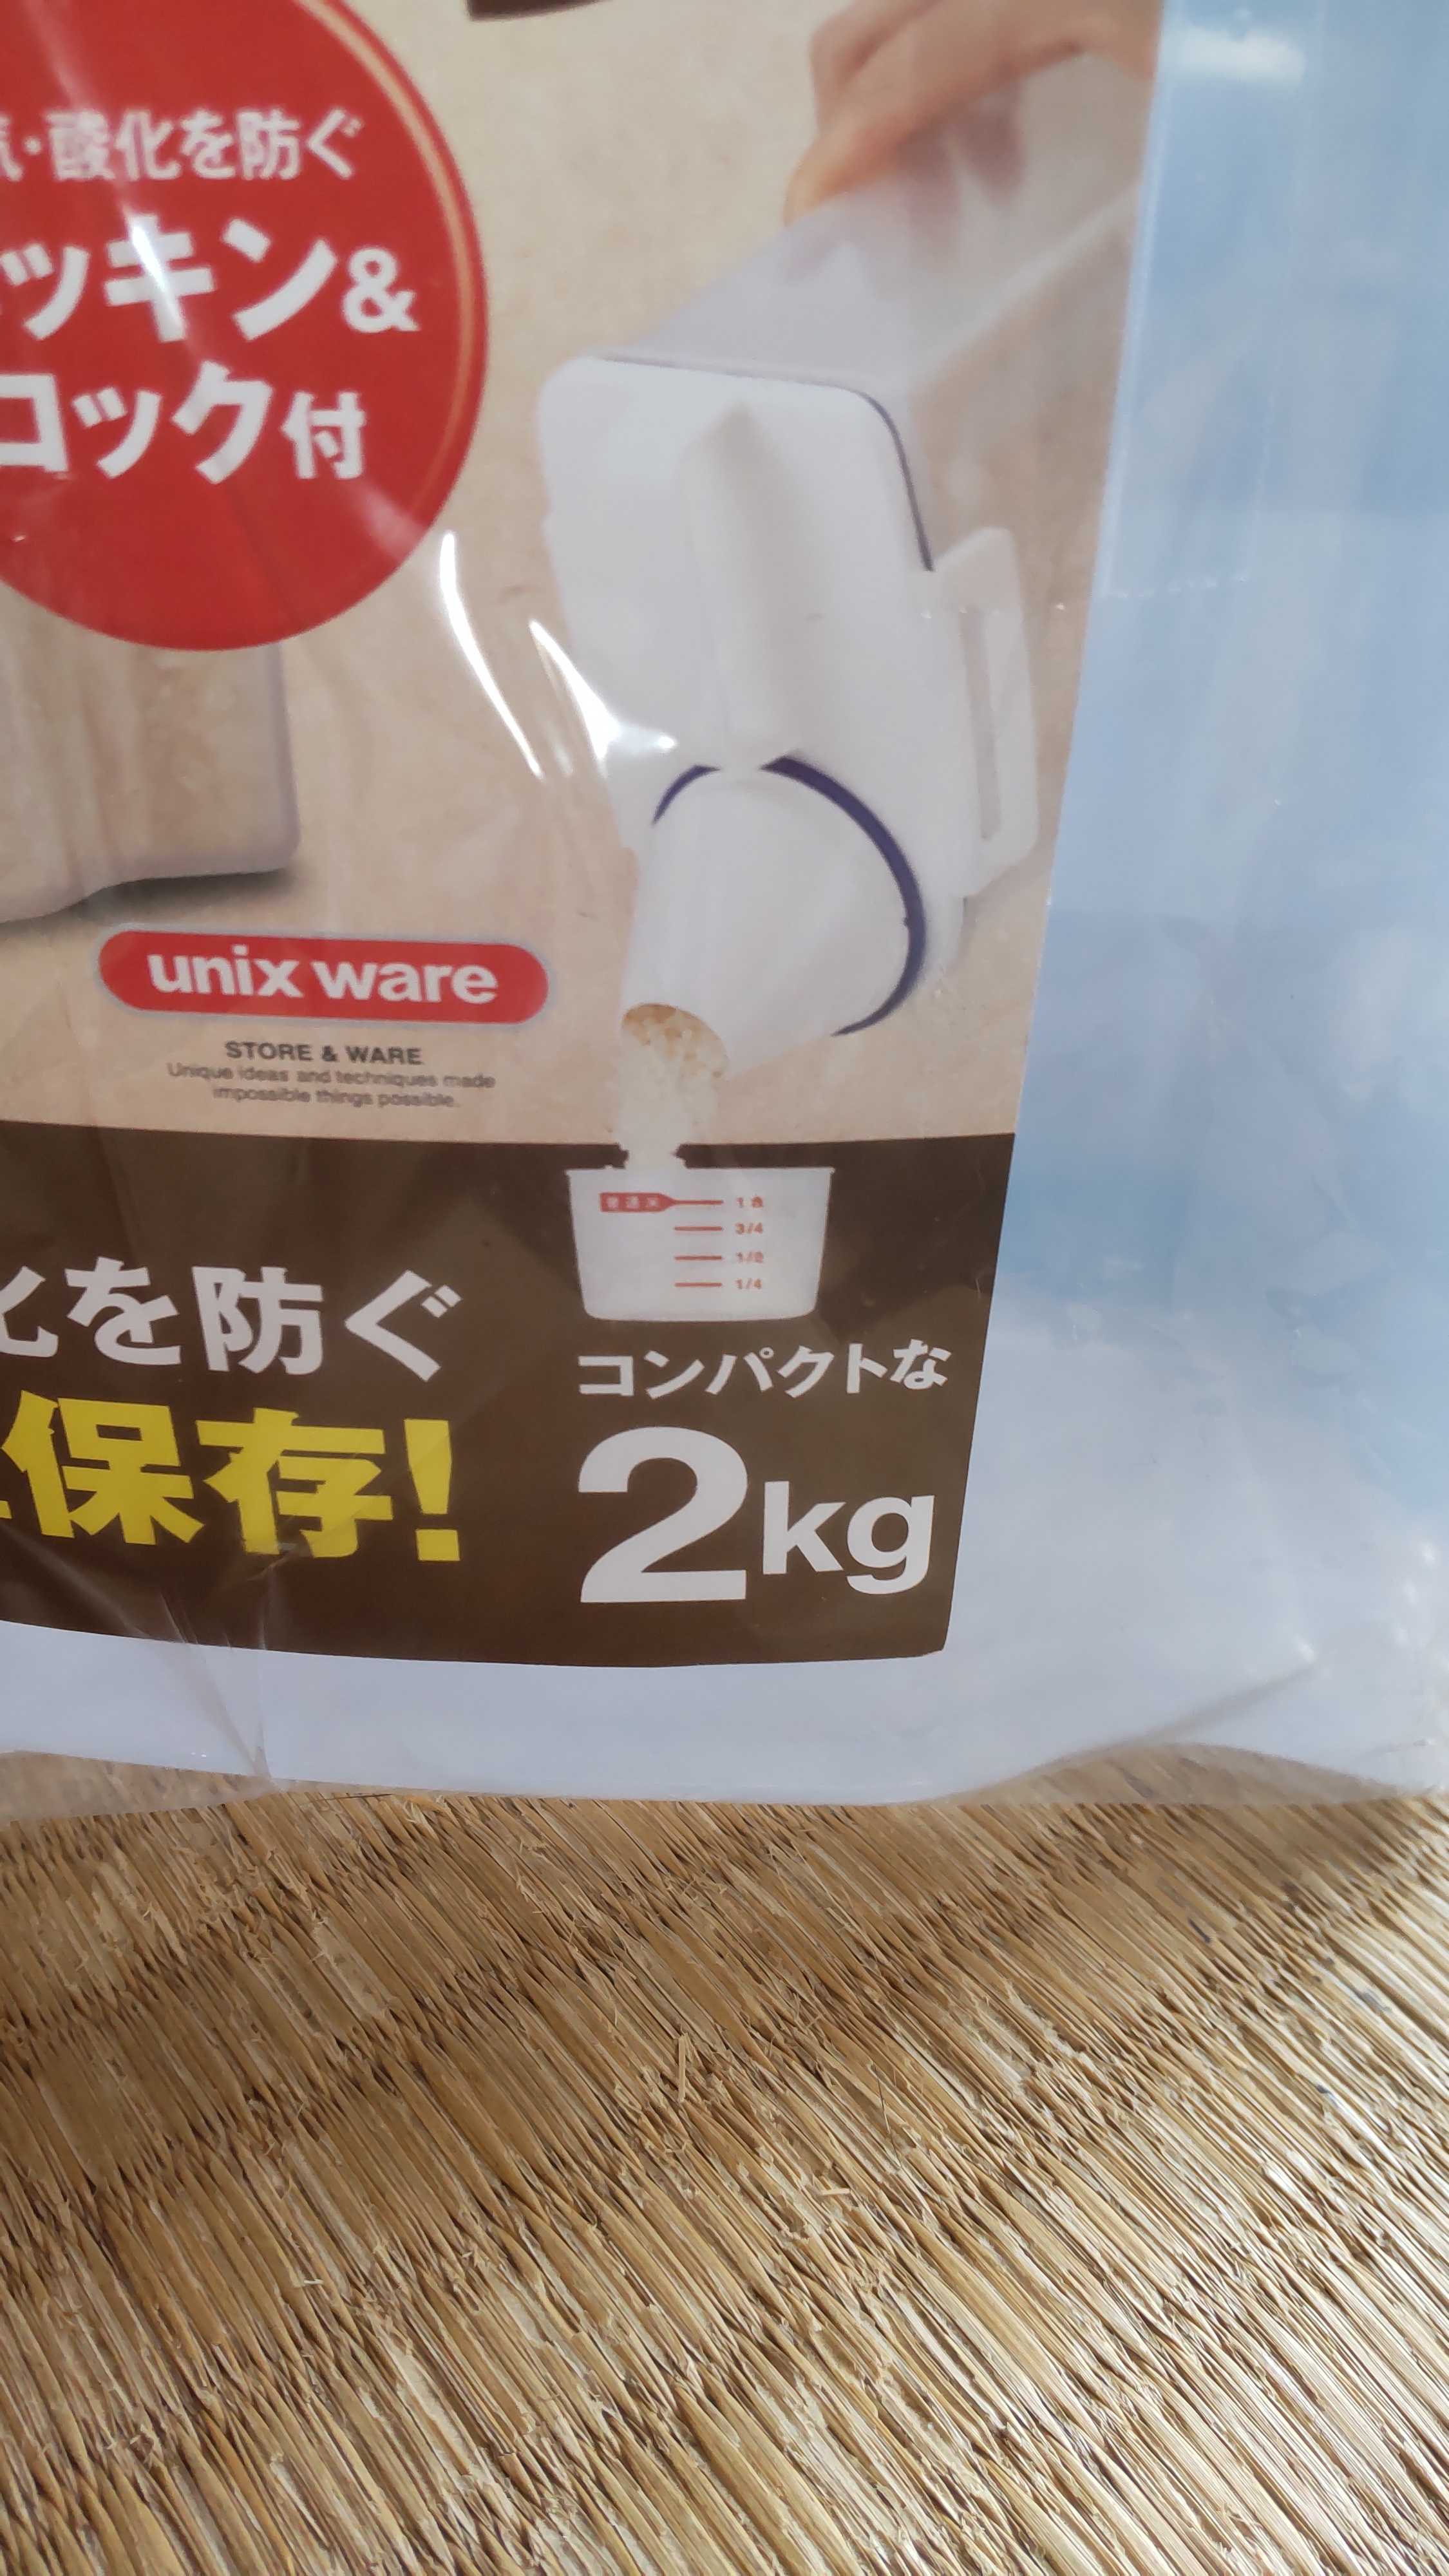 ・酸化を防ぐ
ッキン&
ロック付
unix ware
STORE & WARE
Unique ideas and techniques made
impossible things possible.
1合
3/4
1/2
1/4
化を防ぐ
保存!
コンパクトな
2kg